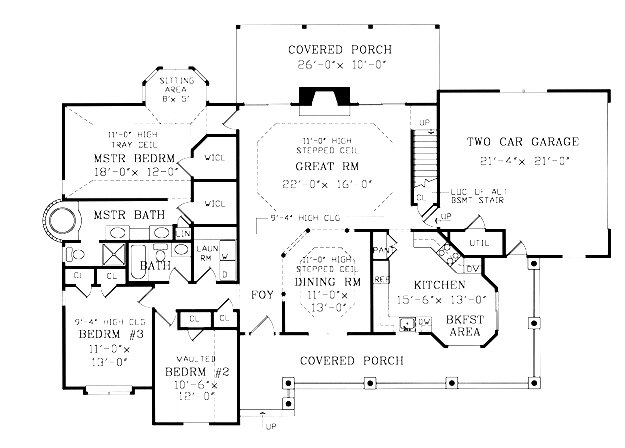 COVERED PORCH
26'-0"x 10'-0"
SITTING
AREA
8'x 5'
11'-0" HIGH
TRAY CEIL
MSTR BEDRM
18'-0"x 12'-0"
WICL
WICL
11'-0" HIGH
STEPPED CEIL
GREAT RM
22'-0"x 16'-0"
UP
TWO CAR GARAGE
21'-4"x 21'-0"
LOC OF ALT
BSMT STAIR
CL
UP
MSTR BATH
LIN
9'-4" HIGH CLG
UTIL
BATH
LAUN
RM
W
D
11'-0" HIGH
STEPPED CEIL
DINING RM
11'-0"x
13'-0"
PAN
REF
KITCHEN
15'-6"x 13'-0"
OV
CL
CL
FOY
DW
BKFST
AREA
9'-4" HIGH CLG
BEDRM #3
11'-0"x
13'-0"
CL
CL
VAULTED
BEDRM #2
10'-6"x
12'-0"
COVERED PORCH
UP